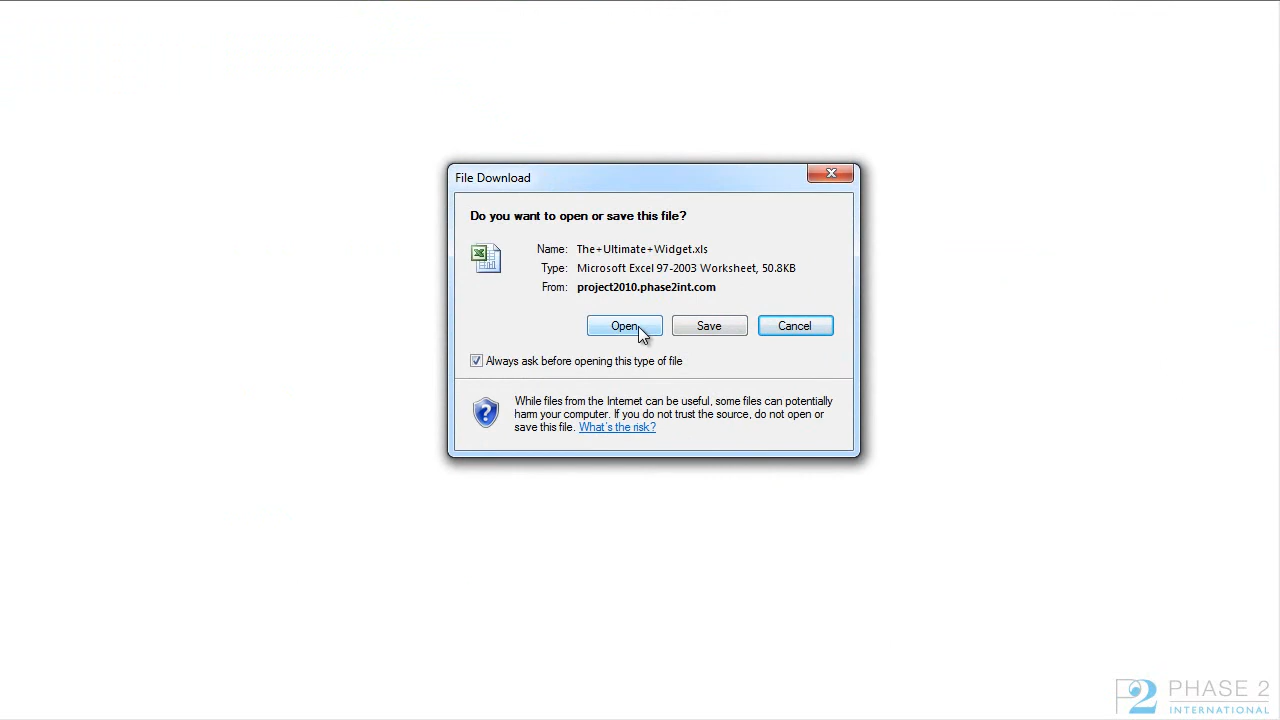 File Download
Do you want to open or save this file?
Name: The+Ultimate+Widget.xls
Type: Microsoft Excel 97-2003 Worksheet, 50.8KB
From: project2010.phase2int.com
Open Save Cancel
Always ask before opening this type of file
While files from the Internet can be useful, some files can potentially
harm your computer. If you do not trust the source, do not open or
save this file. What's the risk?
P2 PHASE 2
INTERNATIONAL